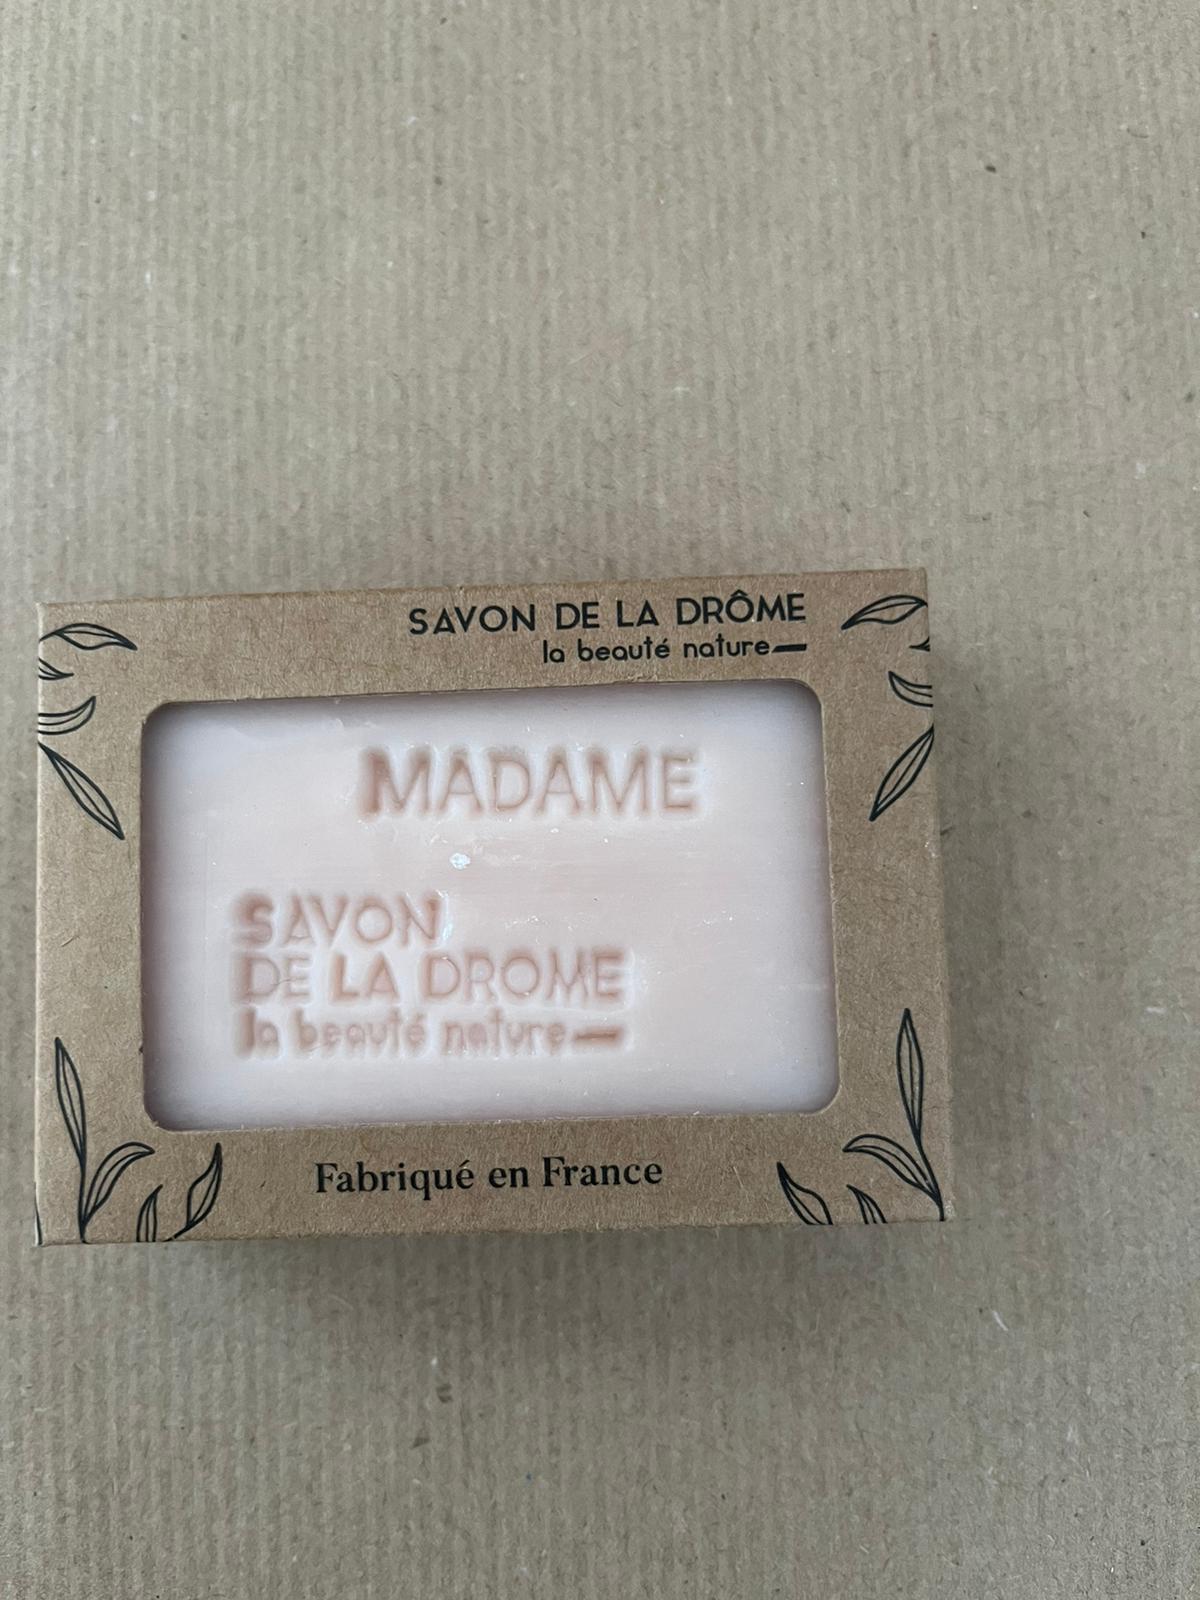 SAVON DE LA DRÔME
la beauté nature
MADAME
SAVON
DE LA DROME
la beauté nature
Fabriqué en France